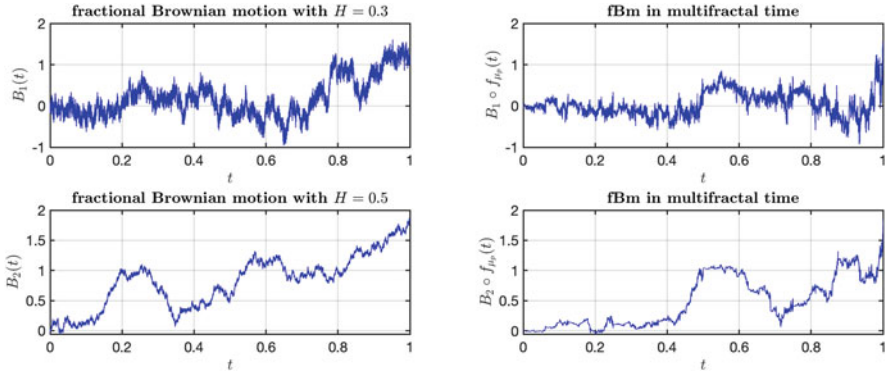 fractional Brownian motion with H = 0.3
2
1
0
-1
B₁(t)
0 0.2 0.4 0.6 0.8 1
t
fBm in multifractal time
2
1
0
-1
B₁ ∘ f_{μ_p}(t)
0 0.2 0.4 0.6 0.8 1
t
fractional Brownian motion with H = 0.5
2
1.5
1
0.5
0
B₂(t)
0 0.2 0.4 0.6 0.8 1
t
fBm in multifractal time
2
1.5
1
0.5
0
B₂ ∘ f_{μ_p}(t)
0 0.2 0.4 0.6 0.8 1
t